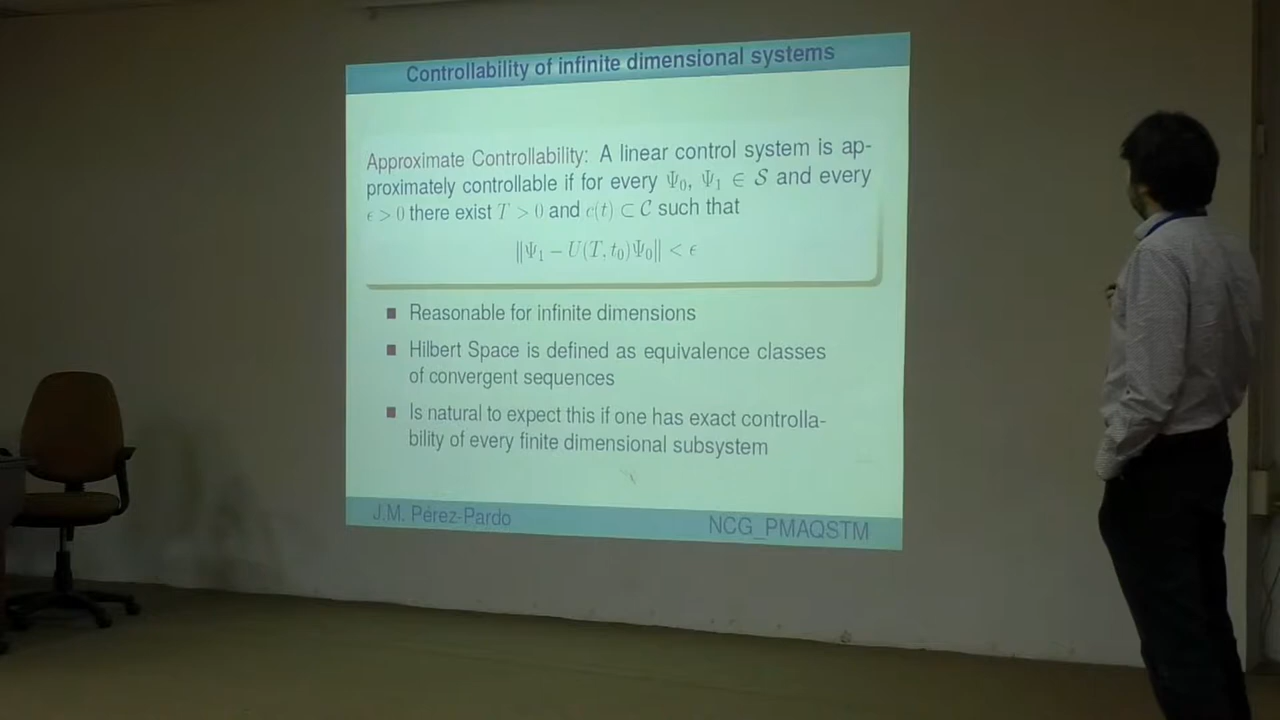 Controllability of infinite dimensional systems
Approximate Controllability: A linear control system is ap-
proximately controllable if for every Ψ₀, Ψ₁ ∈ 𝒮 and every
ϵ > 0 there exist T > 0 and c(t) ⊂ 𝒞 such that
‖Ψ₁ − U(T, t₀)Ψ₀‖ < ϵ
Reasonable for infinite dimensions
Hilbert Space is defined as equivalence classes
of convergent sequences
Is natural to expect this if one has exact controlla-
bility of every finite dimensional subsystem
J.M. Pérez-Pardo NCG_PMAQSTM